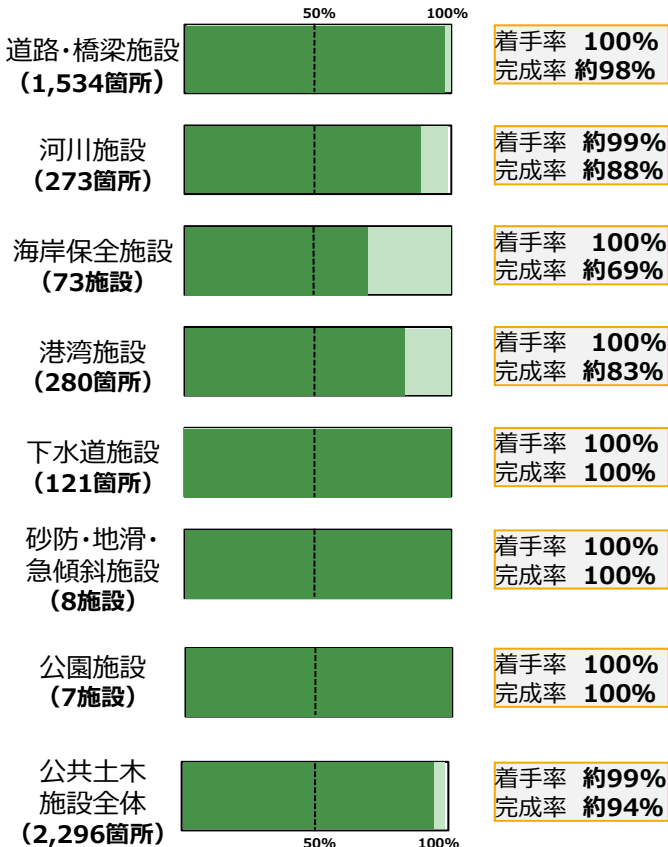 50% 100%
道路・橋梁施設
（1,534箇所）
着手率 100%
完成率 約98%
河川施設
（273箇所）
着手率 約99%
完成率 約88%
海岸保全施設
（73施設）
着手率 100%
完成率 約69%
港湾施設
（280箇所）
着手率 100%
完成率 約83%
下水道施設
（121箇所）
着手率 100%
完成率 100%
砂防・地滑・
急傾斜施設
（8施設）
着手率 100%
完成率 100%
公園施設
（7施設）
着手率 100%
完成率 100%
公共土木
施設全体
（2,296箇所）
着手率 約99%
完成率 約94%
50% 100%